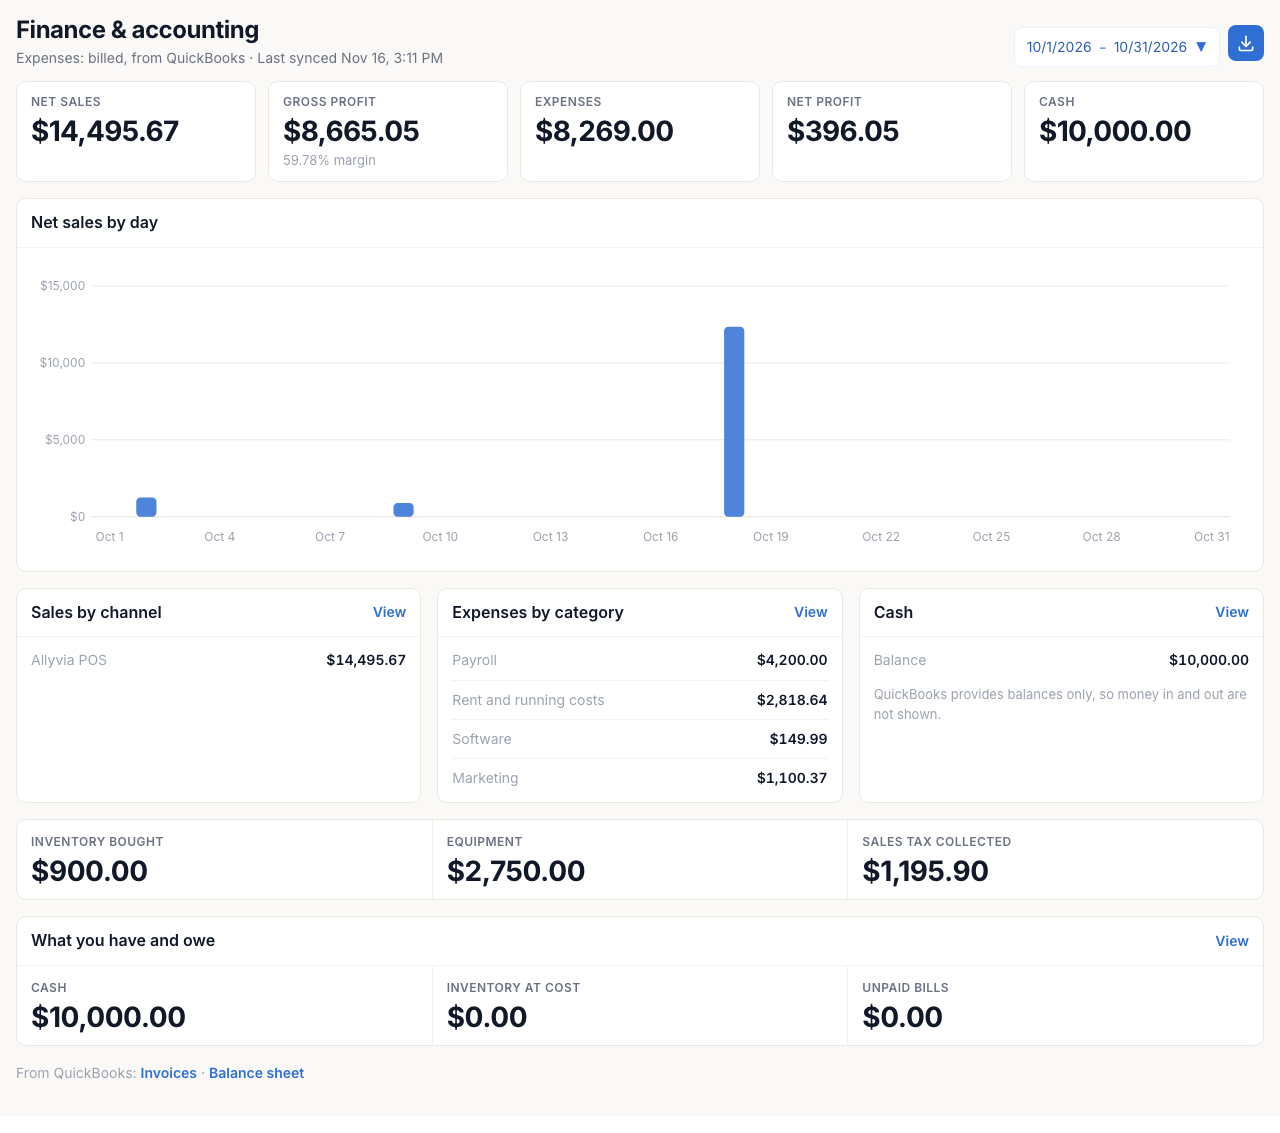 Finance & accounting
Expenses: billed, from QuickBooks · Last synced Nov 16, 3:11 PM
10/1/2026 – 10/31/2026 ▼
NET SALES
$14,495.67
GROSS PROFIT
$8,665.05
59.78% margin
EXPENSES
$8,269.00
NET PROFIT
$396.05
CASH
$10,000.00
Net sales by day
$15,000
$10,000
$5,000
$0
Oct 1 Oct 4 Oct 7 Oct 10 Oct 13 Oct 16 Oct 19 Oct 22 Oct 25 Oct 28 Oct 31
Sales by channel View
Allyvia POS $14,495.67
Expenses by category View
Payroll $4,200.00
Rent and running costs $2,818.64
Software $149.99
Marketing $1,100.37
Cash View
Balance $10,000.00
QuickBooks provides balances only, so money in and out are
not shown.
INVENTORY BOUGHT
$900.00
EQUIPMENT
$2,750.00
SALES TAX COLLECTED
$1,195.90
What you have and owe View
CASH
$10,000.00
INVENTORY AT COST
$0.00
UNPAID BILLS
$0.00
From QuickBooks: Invoices · Balance sheet